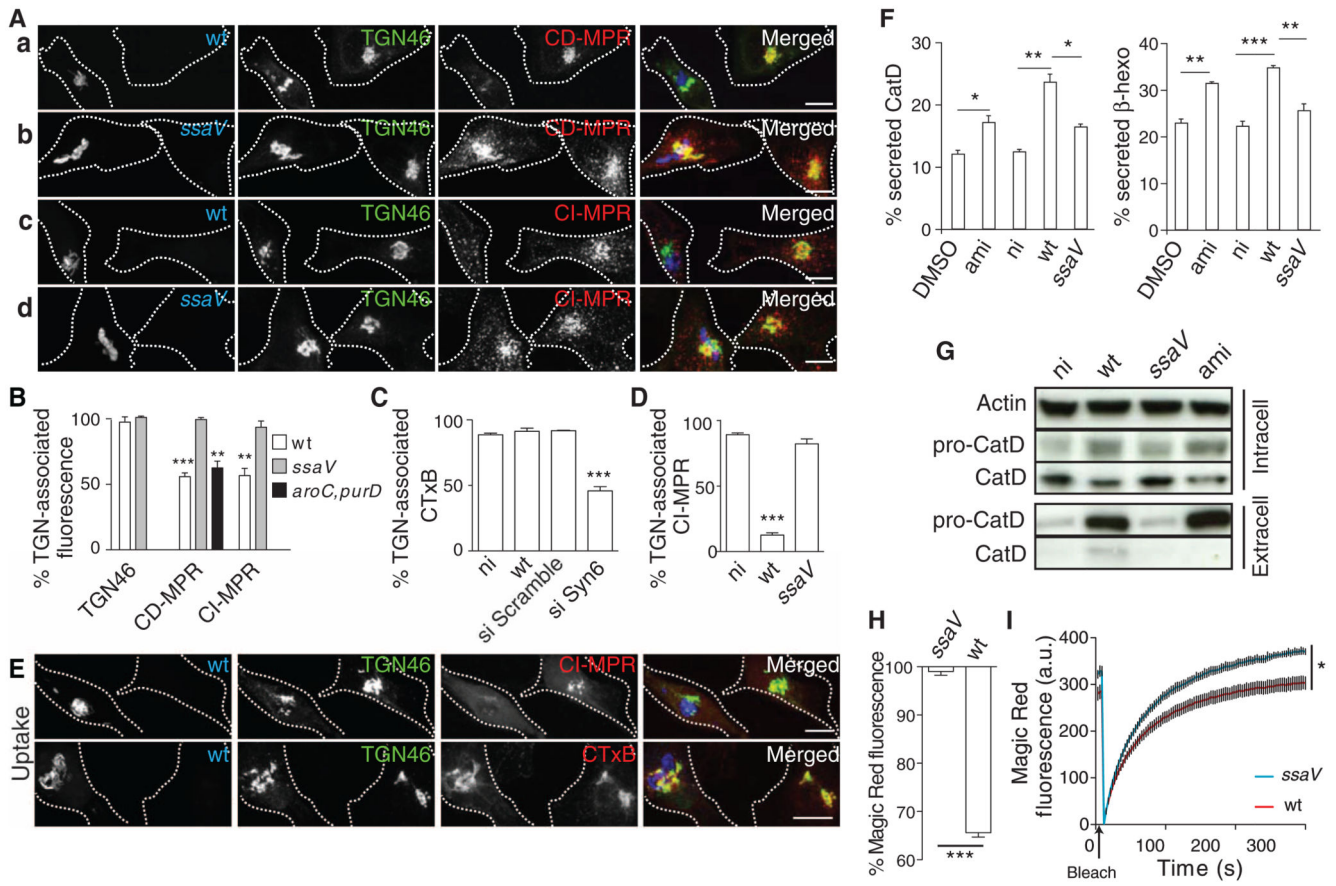 A
a
wt
TGN46
CD-MPR
Merged
b
ssaV
TGN46
CD-MPR
Merged
c
wt
TGN46
CI-MPR
Merged
d
ssaV
TGN46
CI-MPR
Merged
B
% TGN-associated
fluorescence
100
50
*** ** **
wt
ssaV
aroC,purD
TGN46
CD-MPR
CI-MPR
C
% TGN-associated
CTxB
100
50
0
***
ni
wt
si Scramble
si Syn6
D
% TGN-associated
CI-MPR
100
50
0
***
ni
wt
ssaV
E
Uptake
wt
TGN46
CI-MPR
Merged
wt
TGN46
CTxB
Merged
F
% secreted CatD
30
20
10
0
*
**
*
DMSO
ami
ni
wt
ssaV
% secreted β-hexo
40
30
20
10
0
**
***
**
DMSO
ami
ni
wt
ssaV
G
ni wt ssaV ami
Actin
pro-CatD
CatD
Intracell
pro-CatD
CatD
Extracell
H
ssaV
wt
% Magic Red fluorescence
100
90
80
70
60
***
I
Magic Red
fluorescence (a.u.)
400
300
200
100
0
*
ssaV
wt
0 100 200 300
Bleach
Time (s)